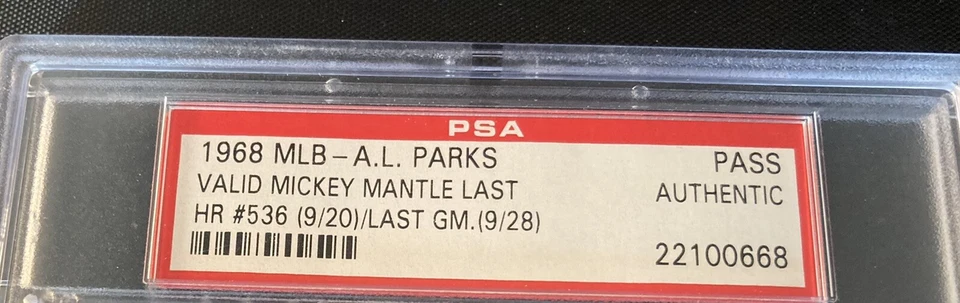 PSA
1968 MLB – A.L. PARKS PASS
VALID MICKEY MANTLE LAST AUTHENTIC
HR #536 (9/20)/LAST GM.(9/28)
22100668